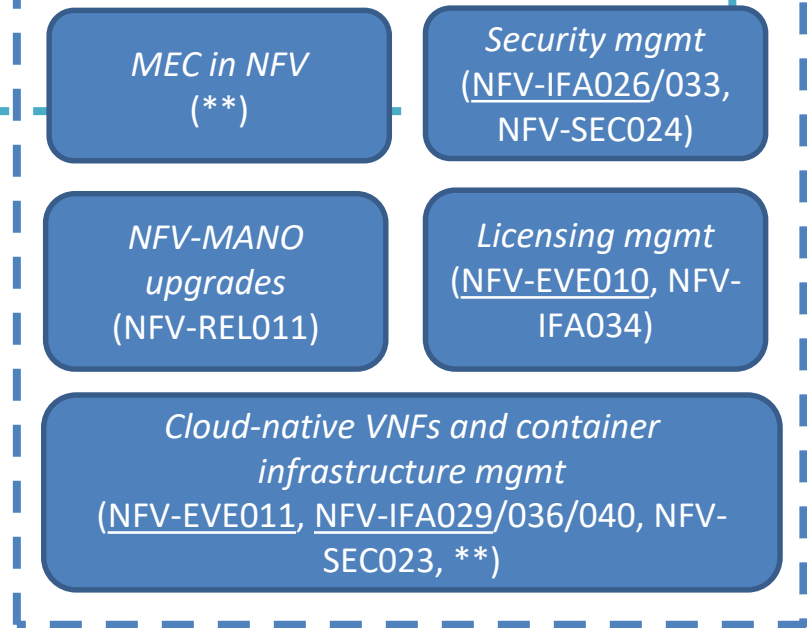 MEC in NFV
(**)
Security mgmt
(NFV-IFA026/033,
NFV-SEC024)
NFV-MANO
upgrades
(NFV-REL011)
Licensing mgmt
(NFV-EVE010, NFV-
IFA034)
Cloud-native VNFs and container
infrastructure mgmt
(NFV-EVE011, NFV-IFA029/036/040, NFV-
SEC023, **)